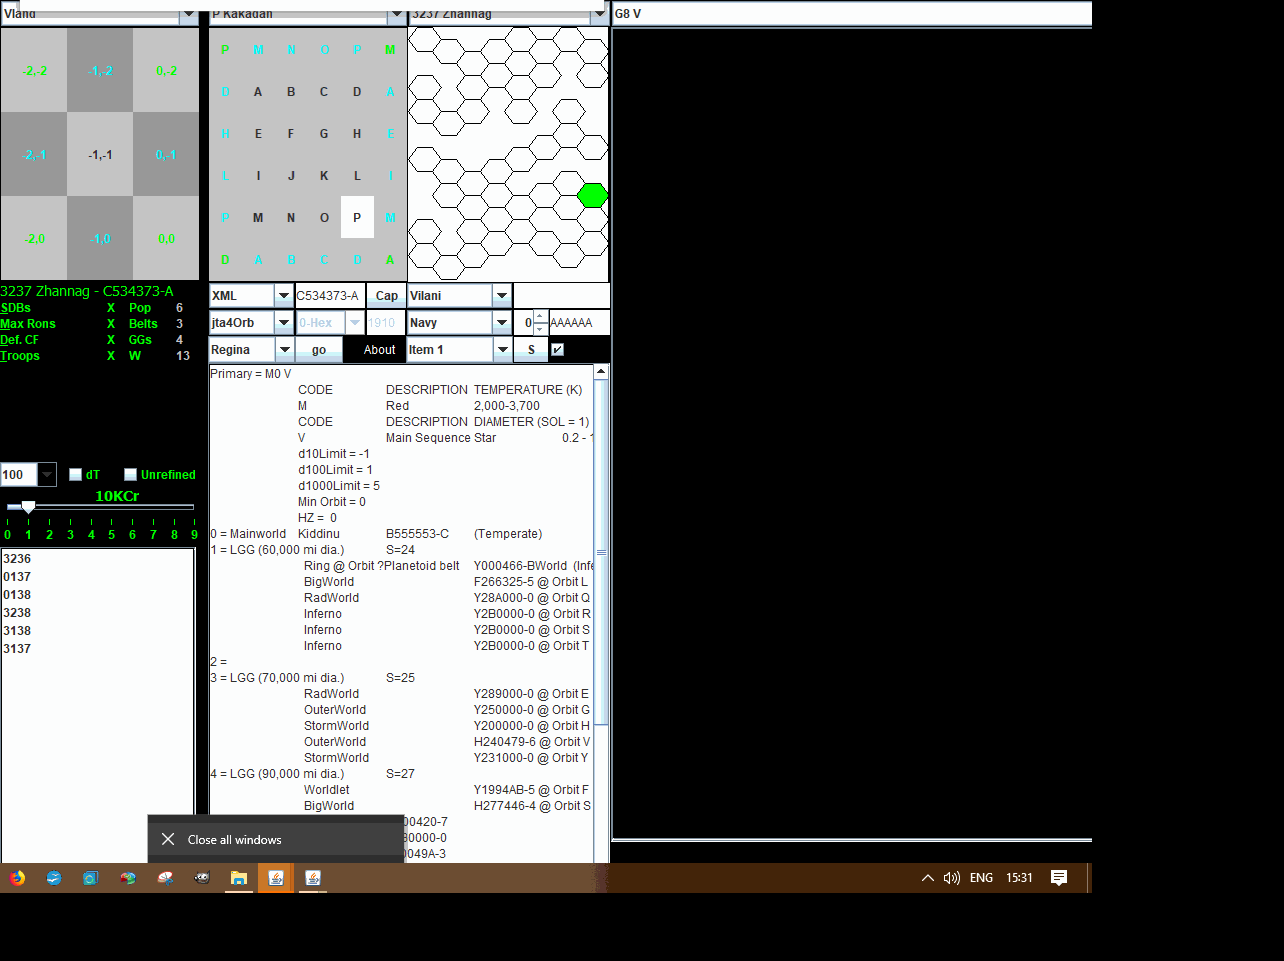 Vland
P Kakadan
3237 Zhannag
G8 V
-2,-2 -1,-2 0,-2
-2,-1 -1,-1 0,-1
-2,0 -1,0 0,0
P M N O P M
D A B C D A
H E F G H E
L I J K L I
P M N O P M
D A B C D A
3237 Zhannag - C534373-A
SDBs X Pop 6
Max Rons X Belts 3
Def. CF X GGs 4
Troops X W 13
XML C534373-A Cap Vilani
jta4Orb 0-Hex 1910 Navy 0 AAAAAA
Regina go About Item 1 S
100 dT Unrefined
10KCr
0 1 2 3 4 5 6 7 8 9
3236
0137
0138
3238
3138
3137
Primary = M0 V
CODE DESCRIPTION TEMPERATURE (K)
M Red 2,000-3,700
CODE DESCRIPTION DIAMETER (SOL = 1)
V Main Sequence Star 0.2 - 1
d10Limit = -1
d100Limit = 1
d1000Limit = 5
Min Orbit = 0
HZ = 0
0 = Mainworld Kiddinu B555553-C (Temperate)
1 = LGG (60,000 mi dia.) S=24
Ring @ Orbit ?Planetoid belt Y000466-BWorld (Infe
BigWorld F266325-5 @ Orbit L
RadWorld Y28A000-0 @ Orbit Q
Inferno Y2B0000-0 @ Orbit R
Inferno Y2B0000-0 @ Orbit S
Inferno Y2B0000-0 @ Orbit T
2 =
3 = LGG (70,000 mi dia.) S=25
RadWorld Y289000-0 @ Orbit E
OuterWorld Y250000-0 @ Orbit G
StormWorld Y200000-0 @ Orbit H
OuterWorld H240479-6 @ Orbit V
StormWorld Y231000-0 @ Orbit Y
4 = LGG (90,000 mi dia.) S=27
Worldlet Y1994AB-5 @ Orbit F
BigWorld H277446-4 @ Orbit S
00420-7
0000-0
0049A-3
Close all windows
ENG 15:31